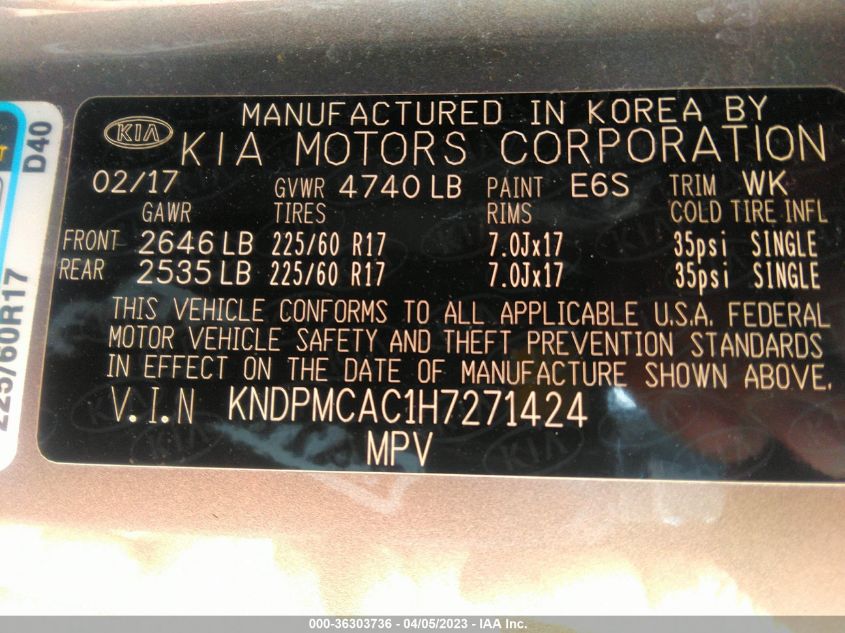 MANUFACTURED IN KOREA BY
KIA KIA MOTORS CORPORATION
02/17 GVWR 4740 LB PAINT E6S TRIM WK
GAWR TIRES RIMS COLD TIRE INFL
FRONT 2646 LB 225/60 R17 7.0Jx17 35psi SINGLE
REAR 2535 LB 225/60 R17 7.0Jx17 35psi SINGLE
THIS VEHICLE CONFORMS TO ALL APPLICABLE U.S.A. FEDERAL
MOTOR VEHICLE SAFETY AND THEFT PREVENTION STANDARDS
IN EFFECT ON THE DATE OF MANUFACTURE SHOWN ABOVE.
V.I.N KNDPMCAC1H7271424
MPV
D40
225/60R17
000-36303736 - 04/05/2023 - IAA Inc.